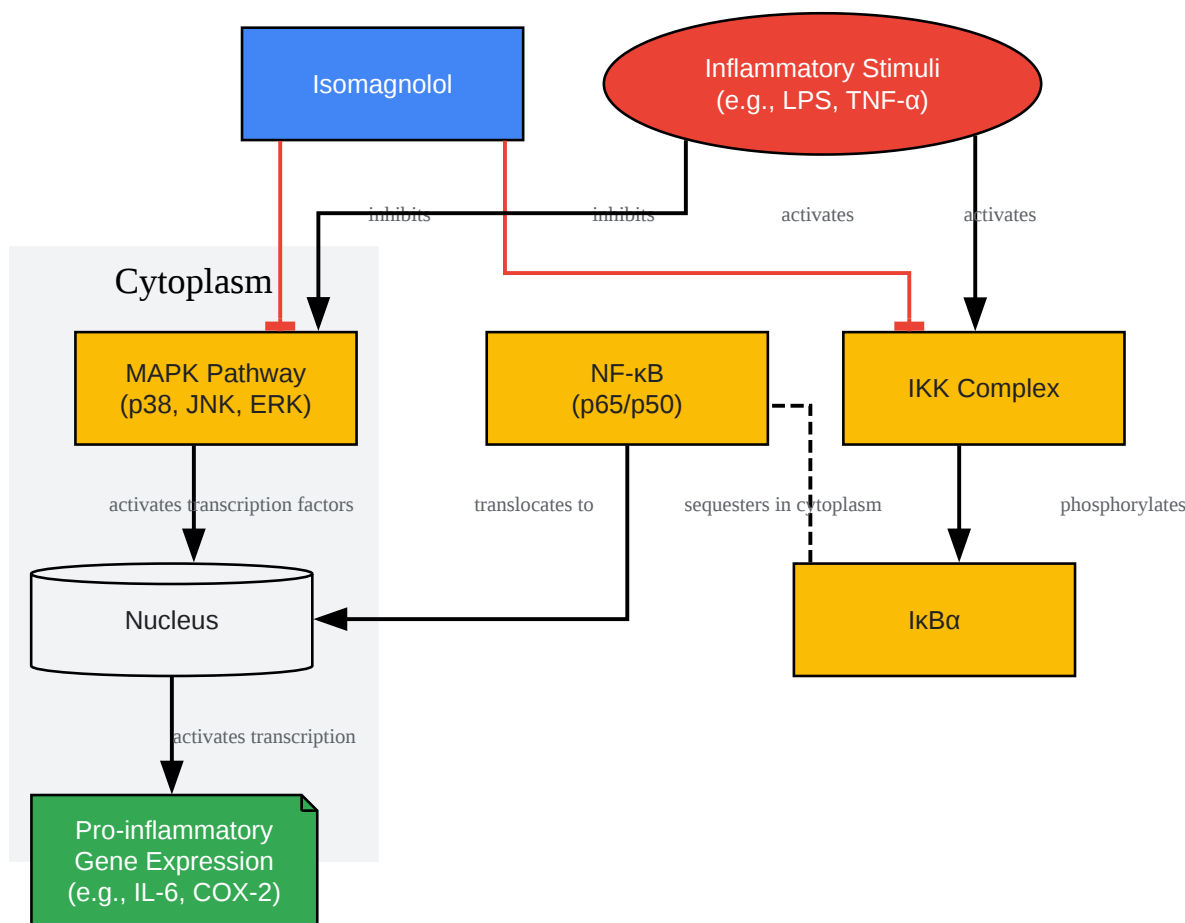 Isomagnolol
Inflammatory Stimuli
(e.g., LPS, TNF-α)
inhibits
inhibits
activates
activates
Cytoplasm
MAPK Pathway
(p38, JNK, ERK)
NF-κB
(p65/p50)
IKK Complex
activates transcription factors
translocates to
sequesters in cytoplasm
phosphorylates
Nucleus
IκBα
activates transcription
Pro-inflammatory
Gene Expression
(e.g., IL-6, COX-2)